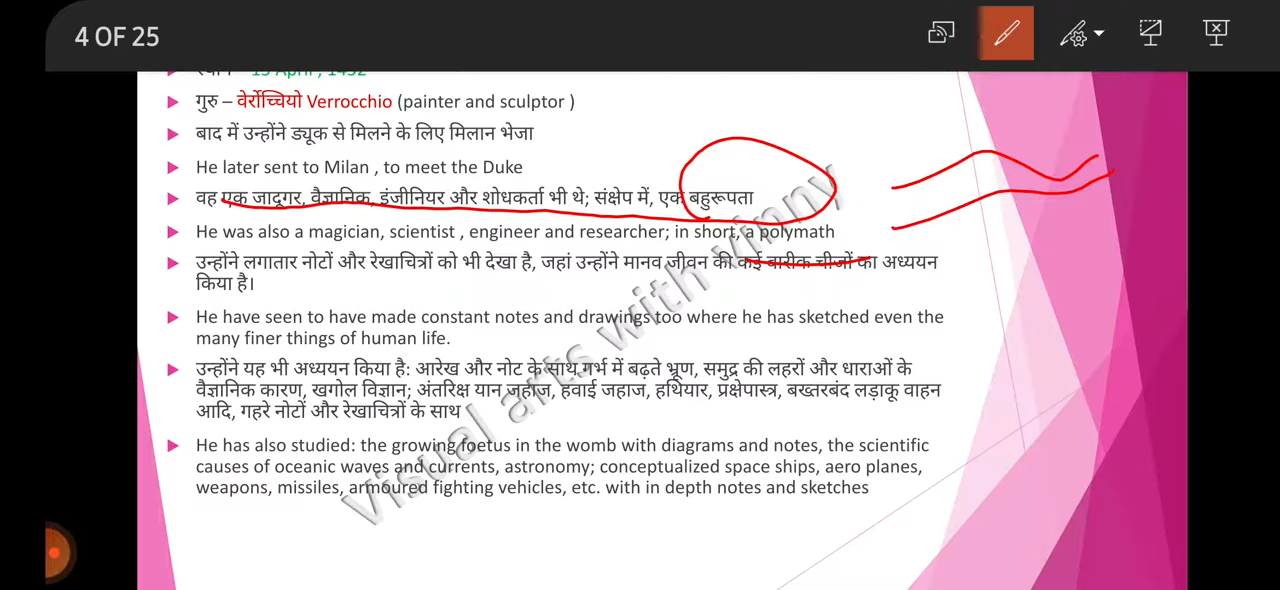 4 OF 25
13 April , 1452
गुरु – वेर्रोच्चियो Verrocchio (painter and sculptor )
बाद में उन्होंने ड्यूक से मिलने के लिए मिलान भेजा
He later sent to Milan , to meet the Duke
वह एक जादूगर, वैज्ञानिक, इंजीनियर और शोधकर्ता भी थे; संक्षेप में, एक बहुरूपता
He was also a magician, scientist , engineer and researcher; in short, a polymath
उन्होंने लगातार नोटों और रेखाचित्रों को भी देखा है, जहां उन्होंने मानव जीवन की कई बारीक चीजों का अध्ययन
किया है।
He have seen to have made constant notes and drawings too where he has sketched even the
many finer things of human life.
उन्होंने यह भी अध्ययन किया है: आरेख और नोट के साथ गर्भ में बढ़ते भ्रूण, समुद्र की लहरों और धाराओं के
वैज्ञानिक कारण, खगोल विज्ञान; अंतरिक्ष यान जहाज, हवाई जहाज, हथियार, प्रक्षेपास्त्र, बख्तरबंद लड़ाकू वाहन
आदि, गहरे नोटों और रेखाचित्रों के साथ
He has also studied: the growing foetus in the womb with diagrams and notes, the scientific
causes of oceanic waves and currents, astronomy; conceptualized space ships, aero planes,
weapons, missiles, armoured fighting vehicles, etc. with in depth notes and sketches
Visual arts with Vinny